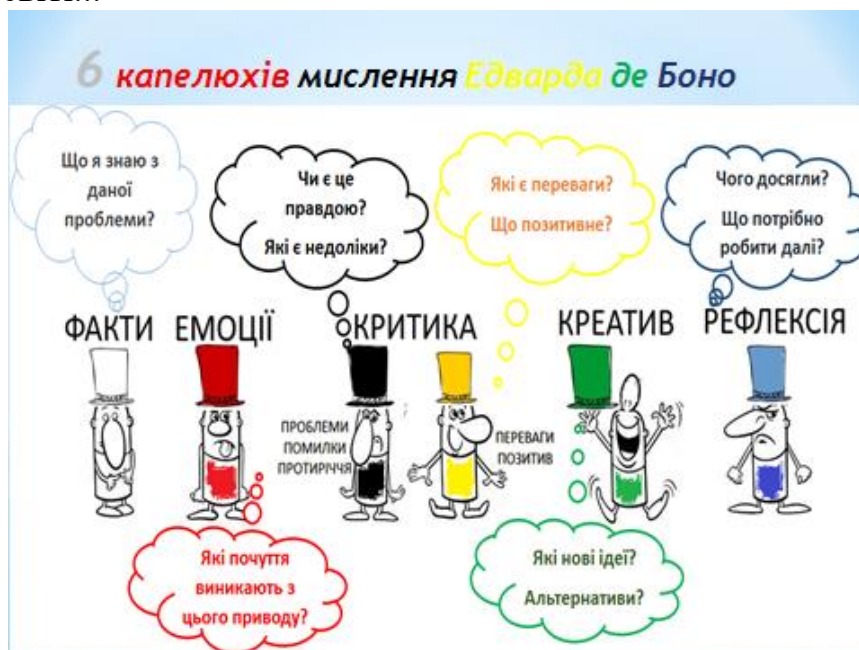 6 капелюхів мислення Едварда де Боно
Що я знаю з
даної
проблеми?
Чи є це
правдою?
Які є недоліки?
Які є переваги?
Що позитивне?
Чого досягли?
Що потрібно
робити далі?
ФАКТИ ЕМОЦІЇ КРИТИКА КРЕАТИВ РЕФЛЕКСІЯ
ПРОБЛЕМИ
ПОМИЛКИ
ПРОТИРІЧЧЯ
ПЕРЕВАГИ
ПОЗИТИВ
Які почуття
виникають з
цього приводу?
Які нові ідеї?
Альтернативи?